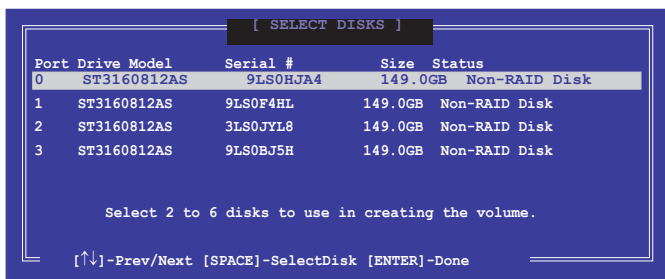 [ SELECT DISKS ]
Port Drive Model Serial # Size Status
0 ST3160812AS 9LS0HJA4 149.0GB Non-RAID Disk
1 ST3160812AS 9LS0F4HL 149.0GB Non-RAID Disk
2 ST3160812AS 3LS0JYL8 149.0GB Non-RAID Disk
3 ST3160812AS 9LS0BJ5H 149.0GB Non-RAID Disk
Select 2 to 6 disks to use in creating the volume.
[↑↓]-Prev/Next [SPACE]-SelectDisk [ENTER]-Done